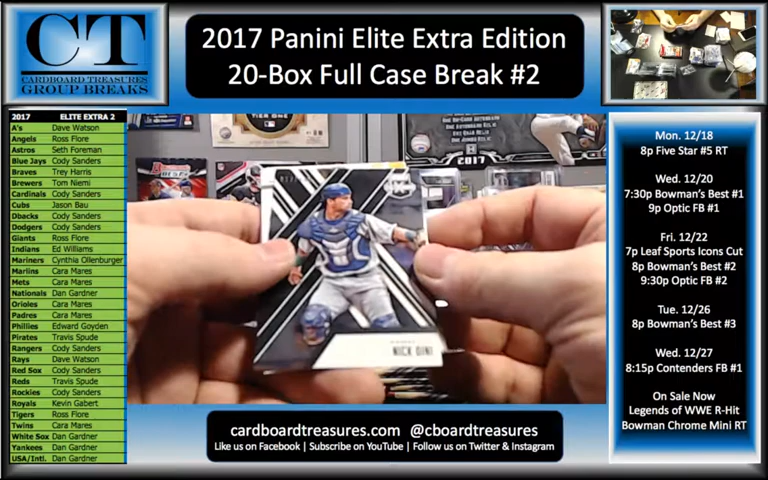 CT
CARDBOARD TREASURES
GROUP BREAKS
2017 Panini Elite Extra Edition
20-Box Full Case Break #2
2017 ELITE EXTRA 2
A's Dave Watson
Angels Ross Flore
Astros Seth Foreman
Blue Jays Cody Sanders
Braves Trey Harris
Brewers Tom Niemi
Cardinals Cody Sanders
Cubs Jason Bau
Dbacks Cody Sanders
Dodgers Cody Sanders
Giants Ross Flore
Indians Ed Williams
Mariners Cynthia Ollenburger
Marlins Cara Mares
Mets Cara Mares
Nationals Dan Gardner
Orioles Cara Mares
Padres Cara Mares
Phillies Edward Goyden
Pirates Travis Spude
Rangers Cody Sanders
Rays Dave Watson
Red Sox Cody Sanders
Reds Travis Spude
Rockies Cody Sanders
Royals Kevin Gabert
Tigers Ross Flore
Twins Cara Mares
White Sox Dan Gardner
Yankees Dan Gardner
USA/Intl. Dan Gardner
TIER ONE
2017
NICK DINI
Mon. 12/18
8p Five Star #5 RT
Wed. 12/20
7:30p Bowman's Best #1
9p Optic FB #1
Fri. 12/22
7p Leaf Sports Icons Cut
8p Bowman's Best #2
9:30p Optic FB #2
Tue. 12/26
8p Bowman's Best #3
Wed. 12/27
8:15p Contenders FB #1
On Sale Now
Legends of WWE R-Hit
Bowman Chrome Mini RT
cardboardtreasures.com @cboardtreasures
Like us on Facebook | Subscribe on YouTube | Follow us on Twitter & Instagram